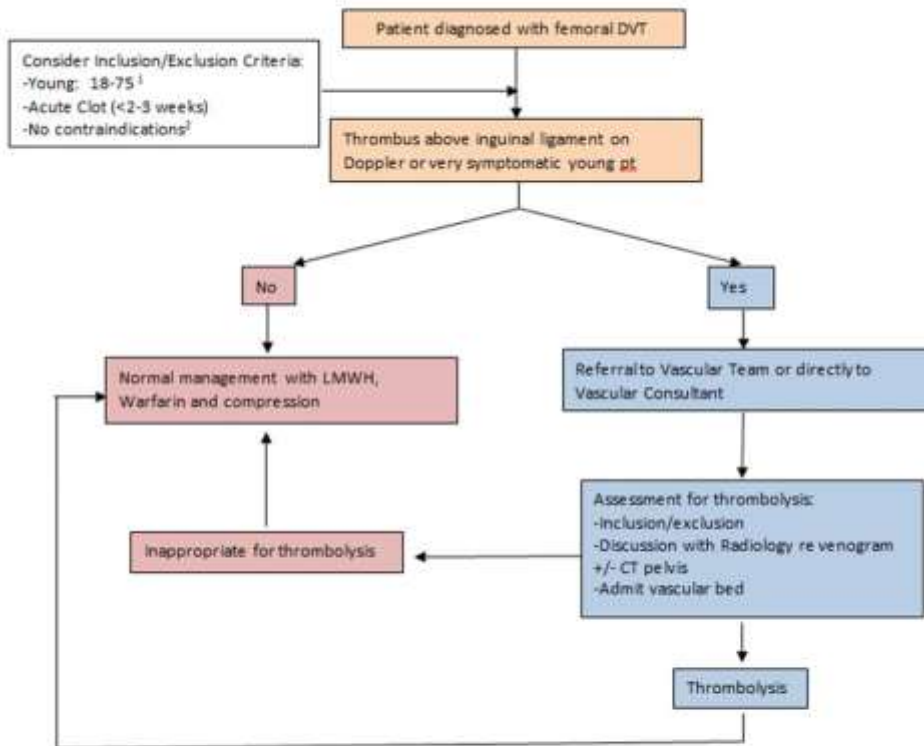 Patient diagnosed with femoral DVT
Consider Inclusion/Exclusion Criteria:
-Young: 18-75 1
-Acute Clot (<2-3 weeks)
-No contraindications2
Thrombus above inguinal ligament on
Doppler or very symptomatic young pt
No
Yes
Normal management with LMWH,
Warfarin and compression
Referral to Vascular Team or directly to
Vascular Consultant
Assessment for thrombolysis:
-Inclusion/exclusion
-Discussion with Radiology re venogram
+/- CT pelvis
-Admit vascular bed
Inappropriate for thrombolysis
Thrombolysis